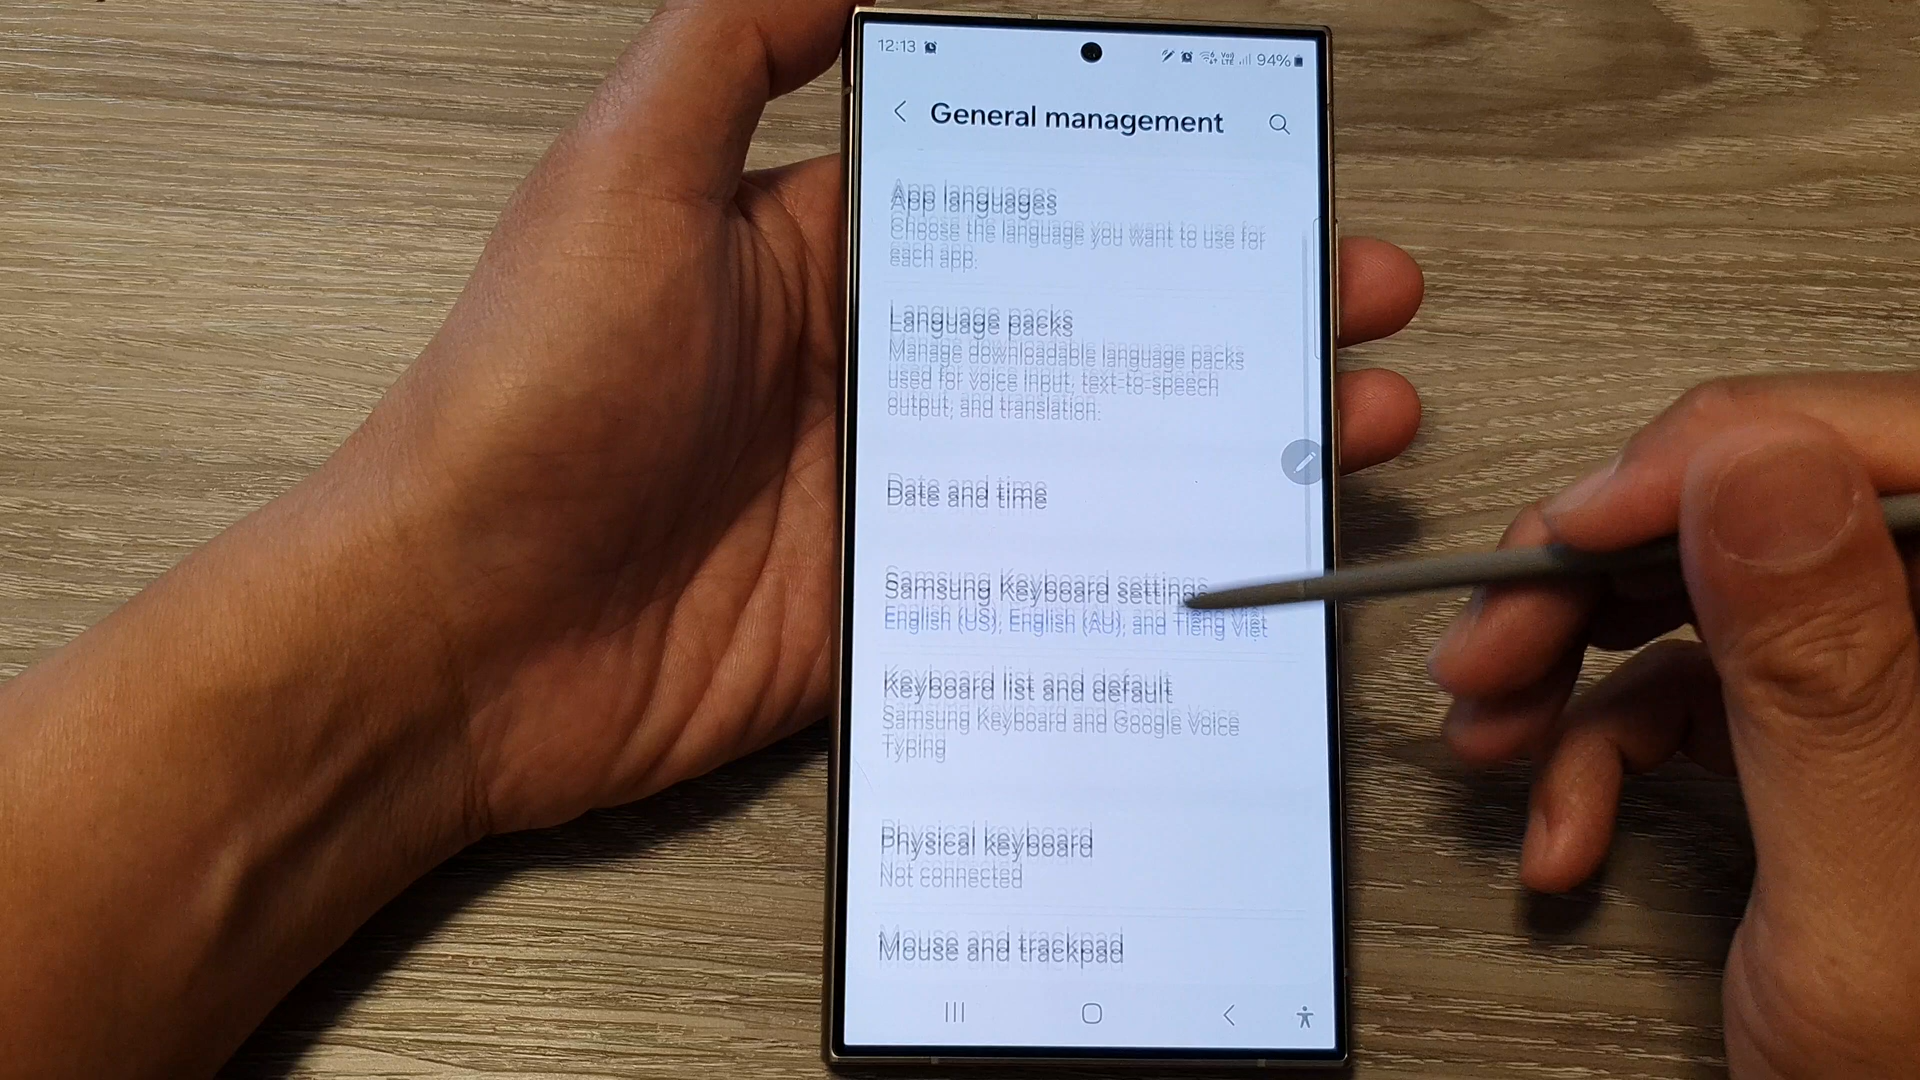 12:13
VoI) LTE 94%
General management
App languages
Choose the language you want to use for
each app.
Language packs
Manage downloadable language packs
used for voice input, text-to-speech
output, and translation.
Date and time
Samsung Keyboard settings
English (US), English (AU), and Tiếng Việt
Keyboard list and default
Samsung Keyboard and Google Voice
Typing
Physical keyboard
Not connected
Mouse and trackpad